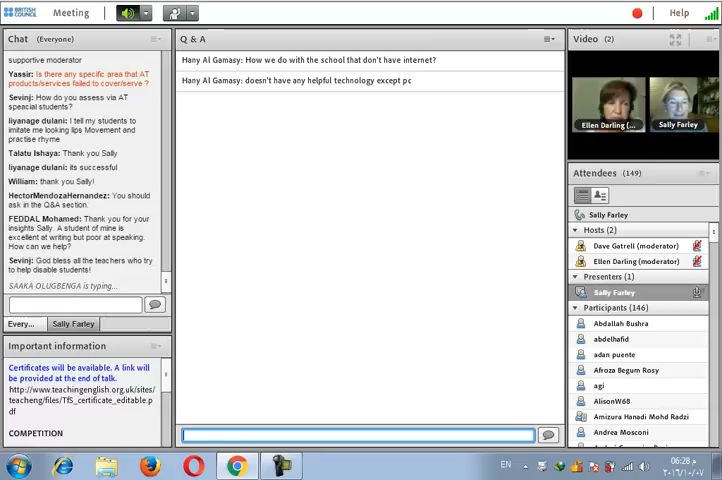 BRITISH COUNCIL
Meeting
Help
Chat (Everyone)
supportive moderator
Yassir: Is there any specific area that AT
products/services failed to cover/serve ?
Sevinj: How do you assess via AT
speacial students?
liyanage dulani: I tell my students to
imitate me looking lips Movement and
practise rhyme
Talatu Ishaya: Thank you Sally
liyanage dulani: its successful
William: thank you Sally!
HectorMendozaHernandez: You should
ask in the Q&A section.
FEDDAL Mohamed: Thank you for your
insights Sally. A student of mine is
excellent at writing but poor at speaking.
How can we help?
Sevinj: God bless all the teachers who try
to help disable students!
SAAKA OLUGBENGA is typing...
Every...
Sally Farley
Important information
Certificates will be available. A link will
be provided at the end of talk.
http://www.teachingenglish.org.uk/sites/
teacheng/files/TfS_certificate_editable.p
df
COMPETITION
Q & A
Hany Al Gamasy: How we do with the school that don't have internet?
Hany Al Gamasy: doesn't have any helpful technology except pc
Video (2)
Ellen Darling (...
Sally Farley
Attendees (149)
Sally Farley
Hosts (2)
Dave Gatrell (moderator)
Ellen Darling (moderator)
Presenters (1)
Sally Farley
Participants (146)
Abdallah Bushra
abdelhafid
adan puente
Afroza Begum Rosy
agi
AlisonW68
Amizura Hanadi Mohd Radzi
Andrea Mosconi
EN
06:28 م
٢٠١٦/١٠/٠٧